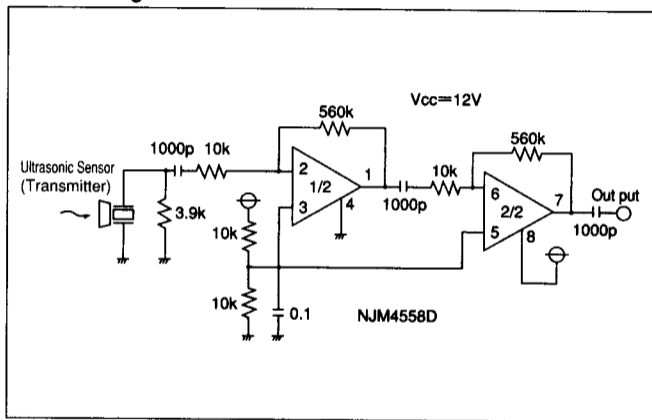 Vcc=12V
560k
560k
1000p
10k
Ultrasonic Sensor
(Transmitter)
3.9k
2
1/2
1
3
4
10k
1000p
6
2/2
7
5
8
Out put
1000p
10k
10k
0.1
NJM4558D